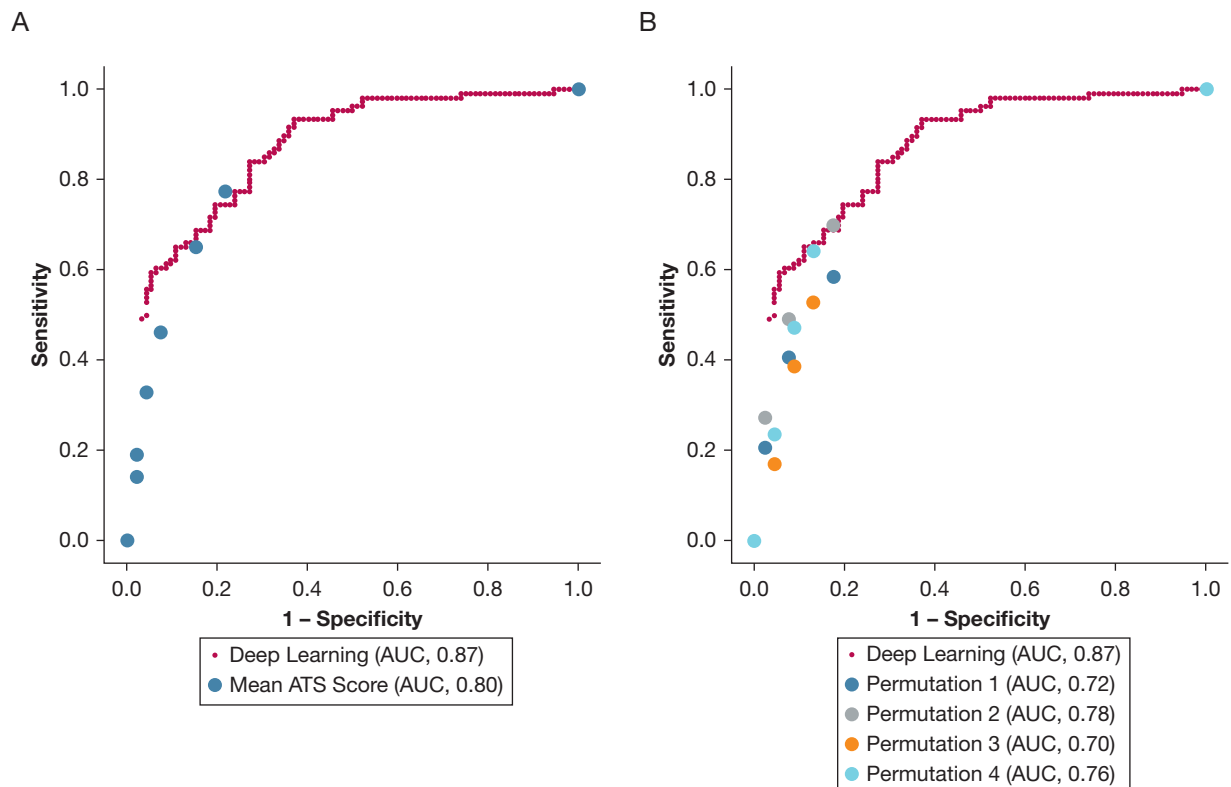 A
1.0
0.8
0.6
0.4
0.2
0.0
Sensitivity
0.0 0.2 0.4 0.6 0.8 1.0
1 – Specificity
Deep Learning (AUC, 0.87)
Mean ATS Score (AUC, 0.80)
B
1.0
0.8
0.6
0.4
0.2
0.0
Sensitivity
0.0 0.2 0.4 0.6 0.8 1.0
1 – Specificity
Deep Learning (AUC, 0.87)
Permutation 1 (AUC, 0.72)
Permutation 2 (AUC, 0.78)
Permutation 3 (AUC, 0.70)
Permutation 4 (AUC, 0.76)